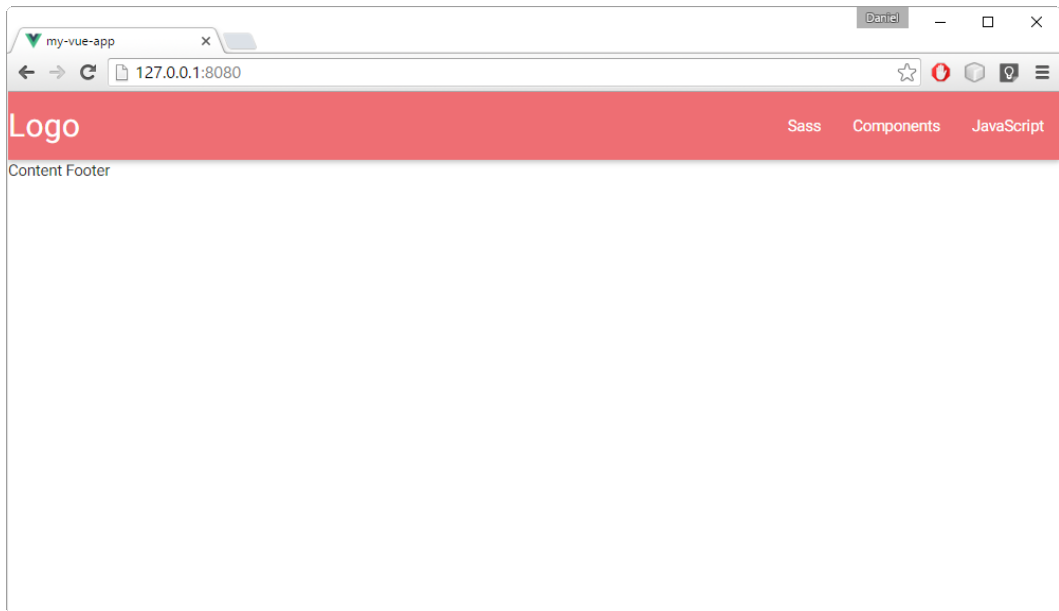 Daniel
my-vue-app
127.0.0.1:8080
Logo Sass Components JavaScript
Content Footer